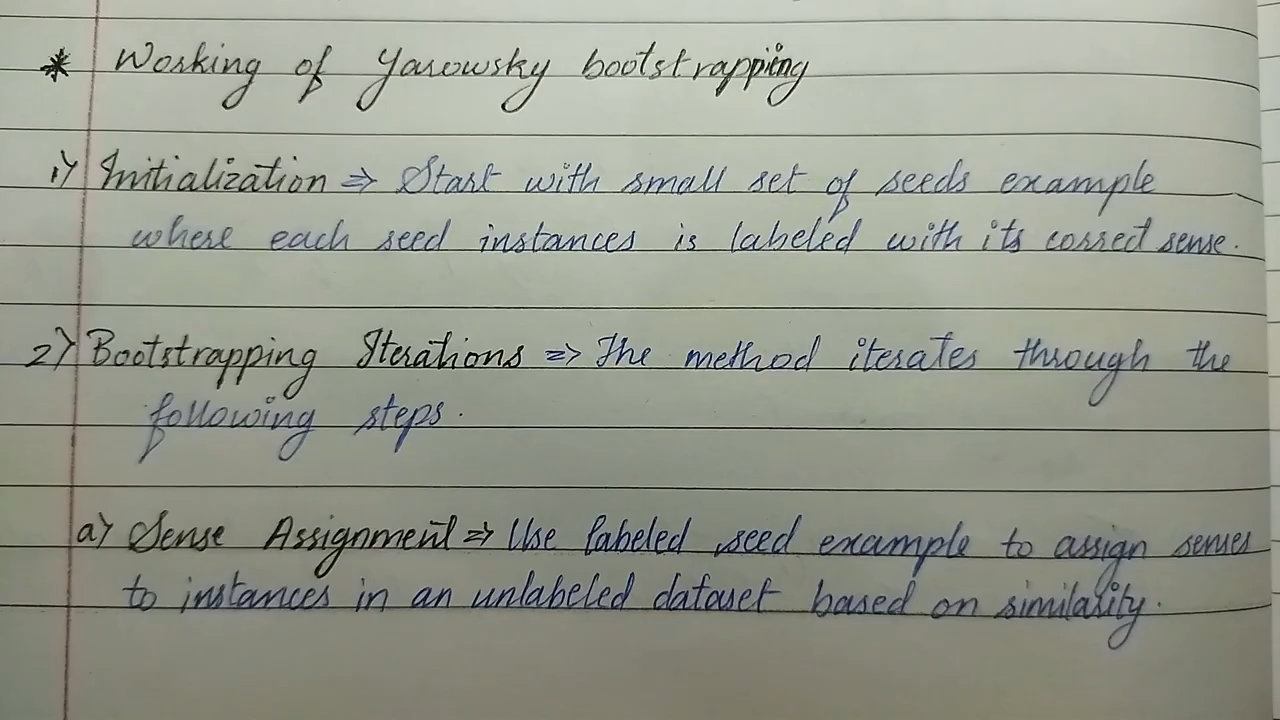 * Working of Yarowsky bootstrapping
1) Initialization ⇒ Start with small set of seeds example
where each seed instances is labeled with its correct sense.
2) Bootstrapping Iterations ⇒ The method iterates through the
following steps.
a) Sense Assignment ⇒ Use labeled seed example to assign senses
to instances in an unlabeled dataset based on similarity.